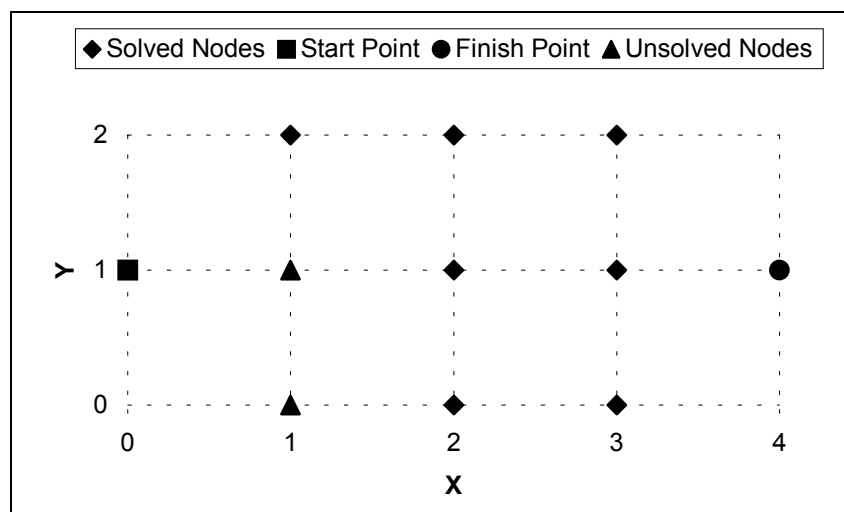 Solved Nodes Start Point Finish Point Unsolved Nodes
2
Y 1
0
0 1 2 3 4
X